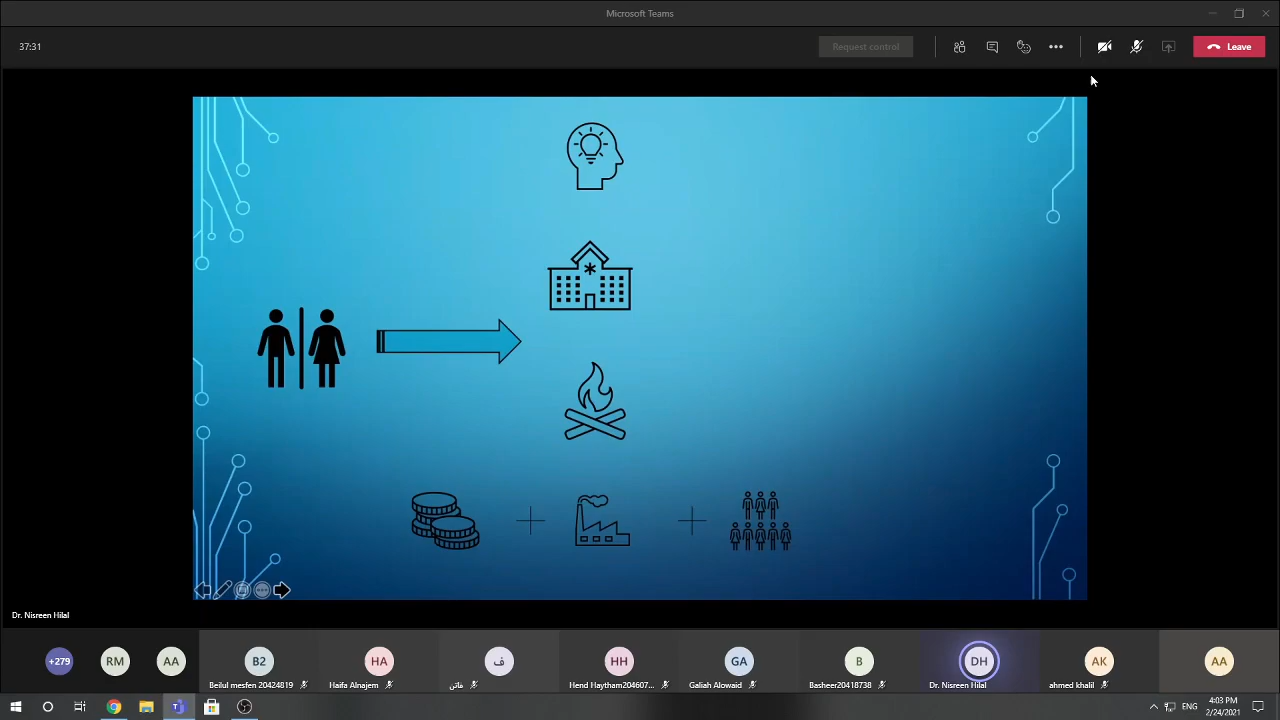 Microsoft Teams
37:31
Request control
Leave
Dr. Nisreen Hilal
+279
RM
AA
B2
HA
ف
HH
GA
B
DH
AK
AA
Beilul mesfen 20424819
Haifa Alnajem
فاتن
Hend Haytham204607...
Galiah Alowaid
Basheer20418738
Dr. Nisreen Hilal
ahmed khalil
ENG
4:03 PM
2/24/2021